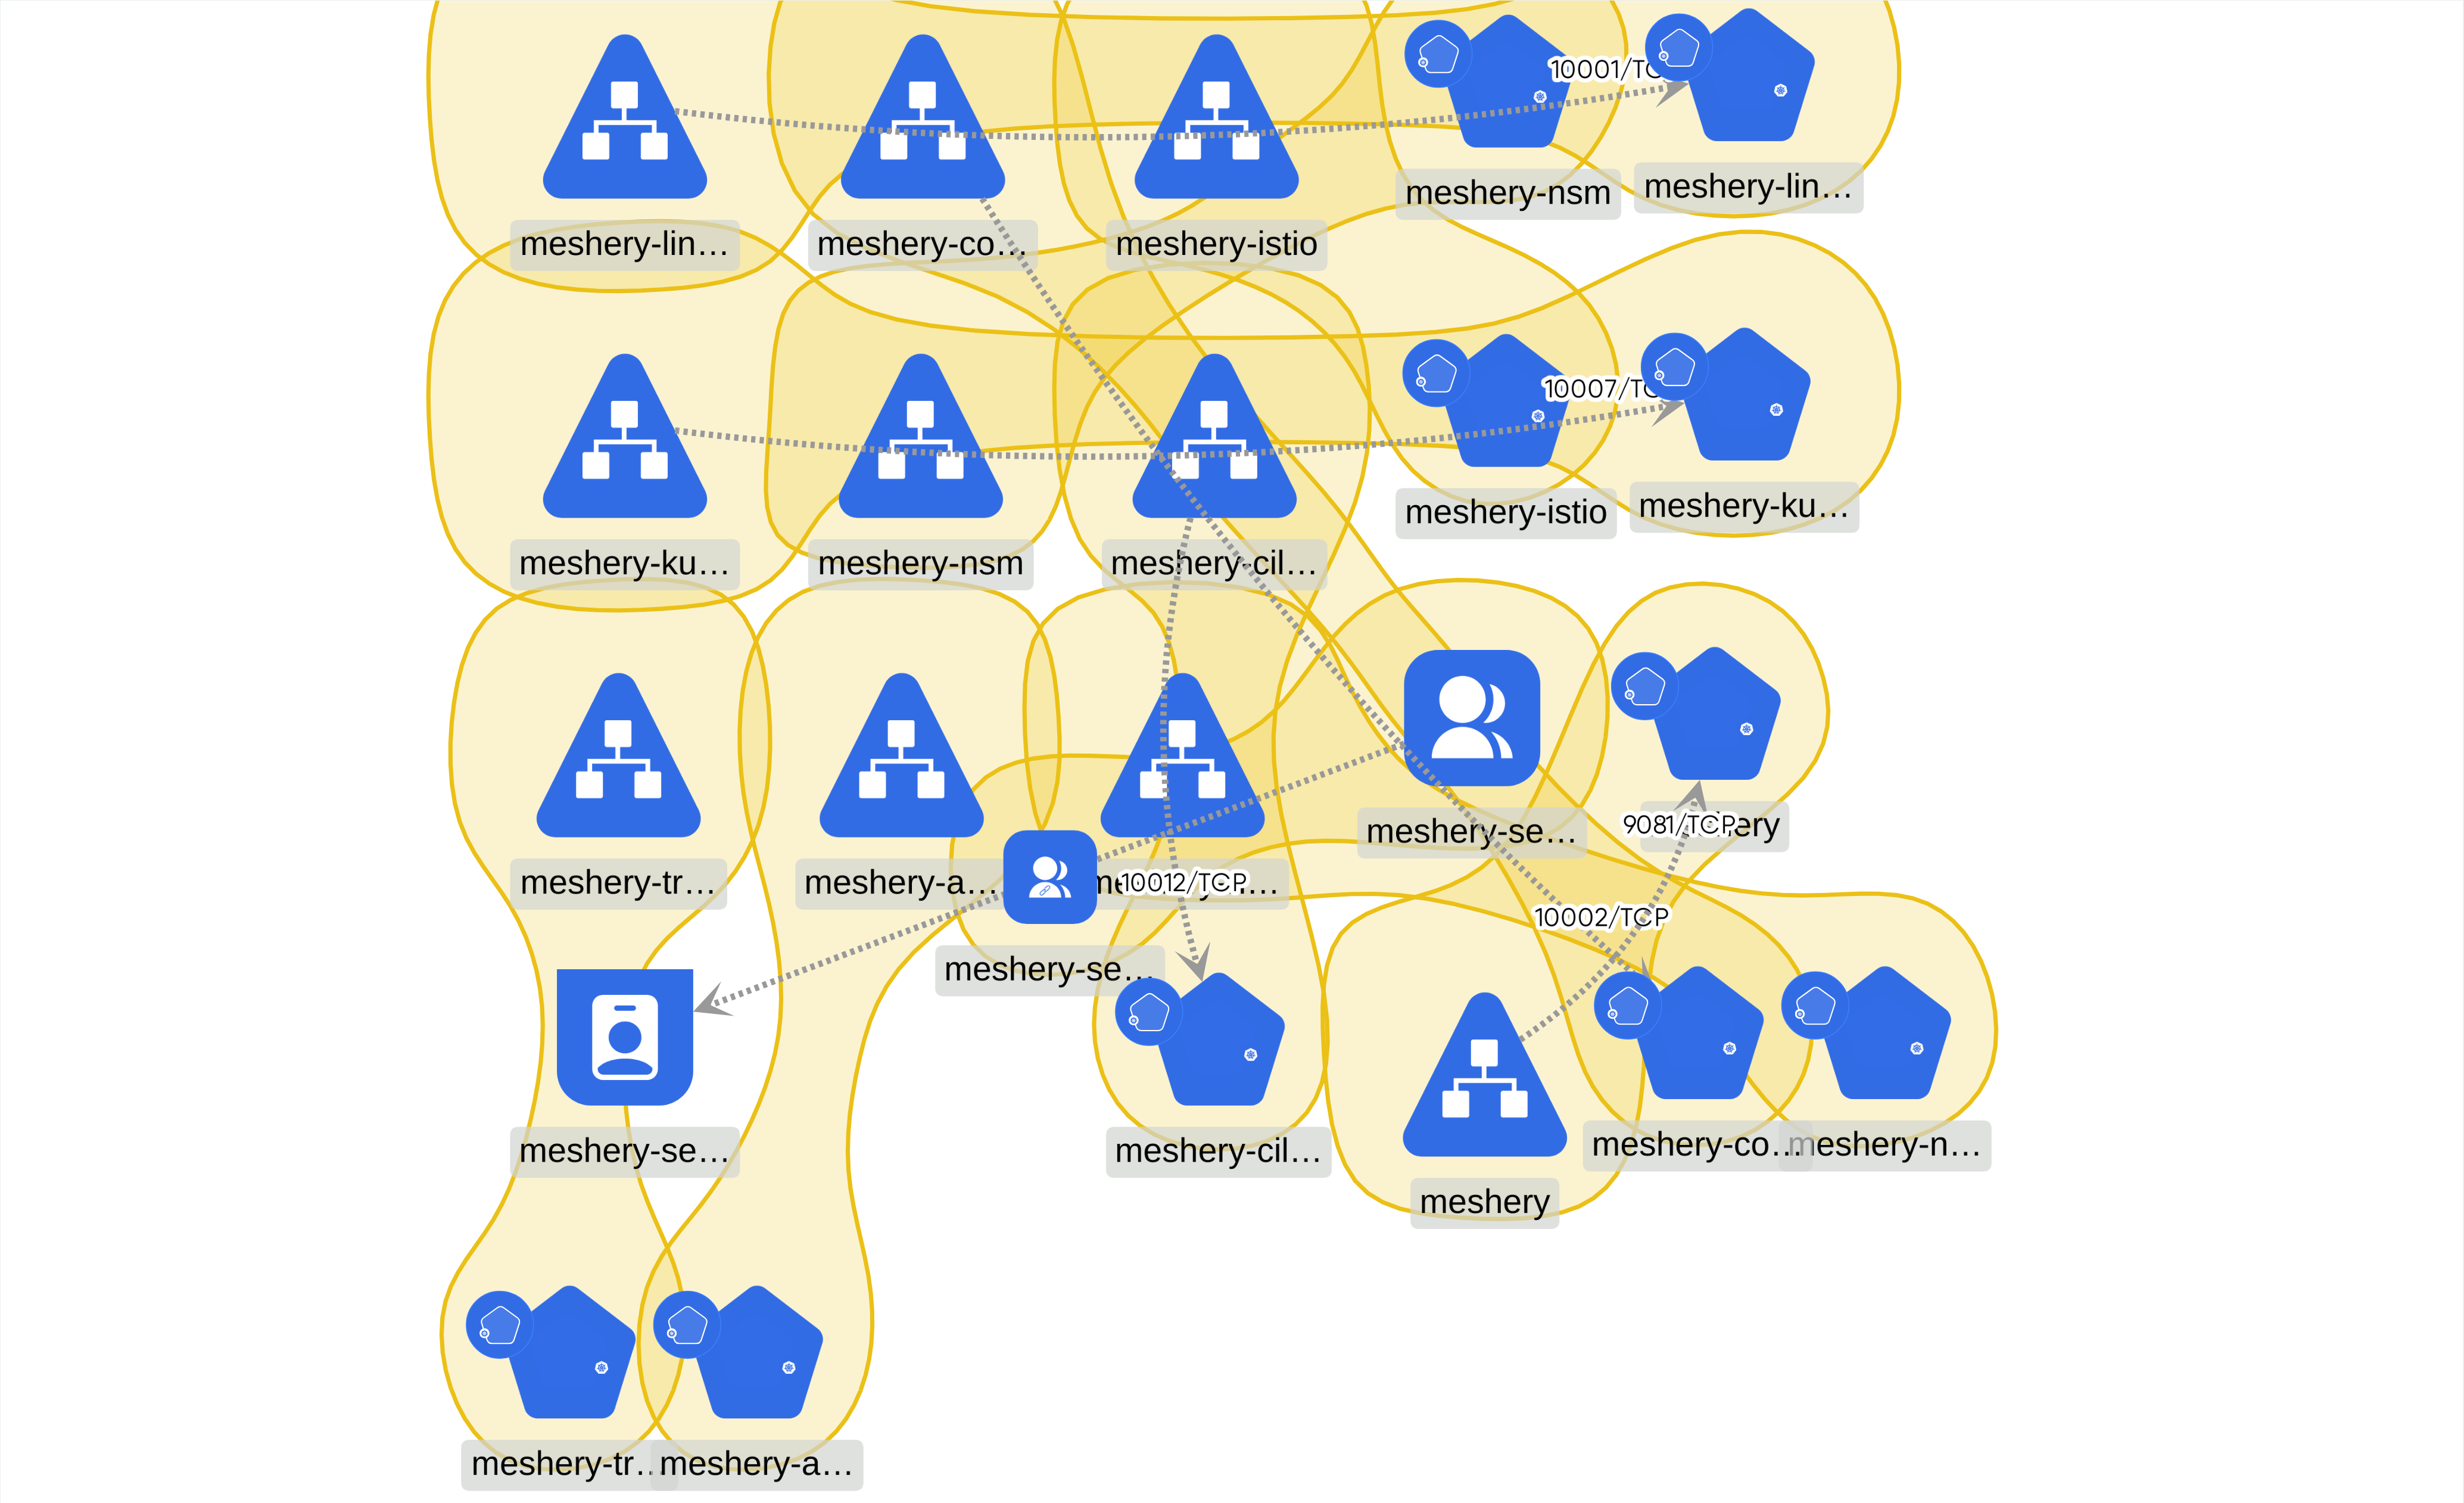 10001/TC
meshery-nsm
meshery-lin…
meshery-lin…
meshery-co…
meshery-istio
10007/TC
meshery-istio
meshery-ku…
meshery-ku…
meshery-nsm
meshery-cil…
meshery-se…
9081/TCP
meshery-tr…
meshery-a…
10012/TCP
10002/TCP
meshery-se…
meshery-se…
meshery-cil…
meshery-co…
meshery-n…
meshery
meshery-tr…
meshery-a…